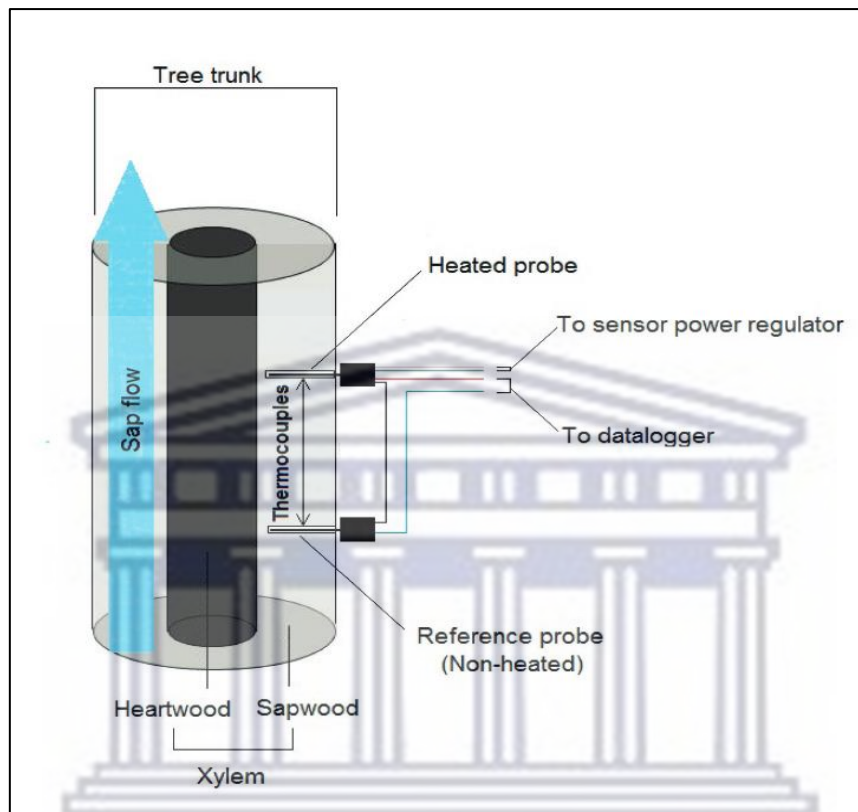 Tree trunk
Heated probe
To sensor power regulator
Sap flow
Thermocouples
To datalogger
Reference probe
(Non-heated)
Heartwood
Sapwood
Xylem